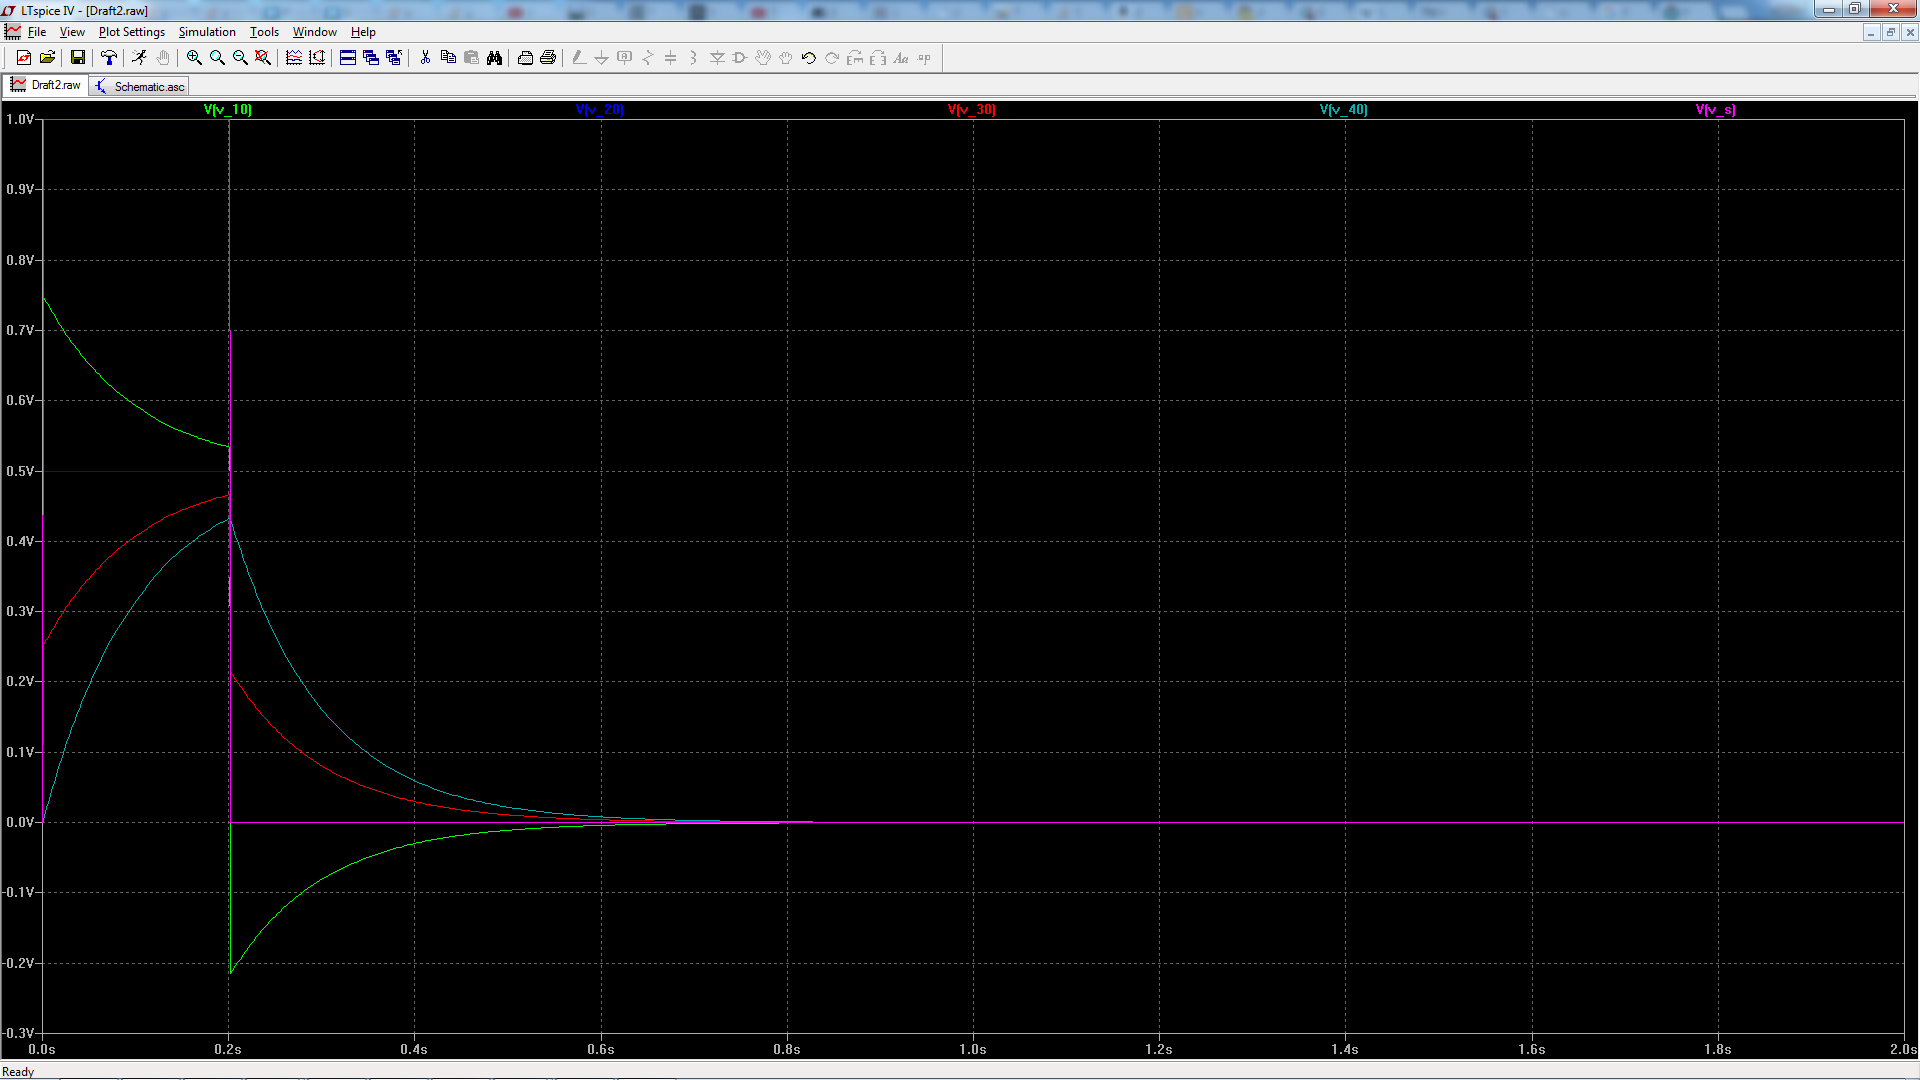 LTspice IV - [Draft2.raw]
File View Plot Settings Simulation Tools Window Help
Aa .op
Draft2.raw Schematic.asc
V(v_10) V(v_20) V(v_30) V(v_40) V(v_s)
1.0V
0.9V
0.8V
0.7V
0.6V
0.5V
0.4V
0.3V
0.2V
0.1V
0.0V
-0.1V
-0.2V
-0.3V
0.0s 0.2s 0.4s 0.6s 0.8s 1.0s 1.2s 1.4s 1.6s 1.8s 2.0s
Ready